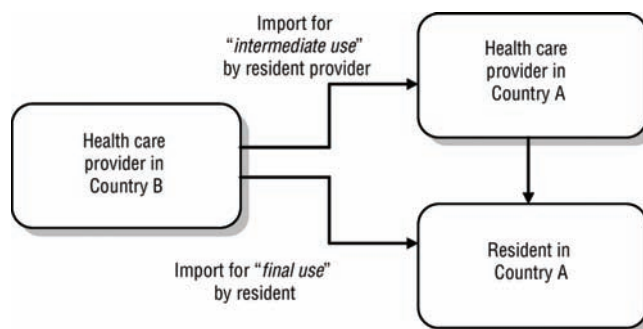 Import for
“intermediate use”
by resident provider
Health care
provider in
Country A
Health care
provider in
Country B
Import for “final use”
by resident
Resident in
Country A